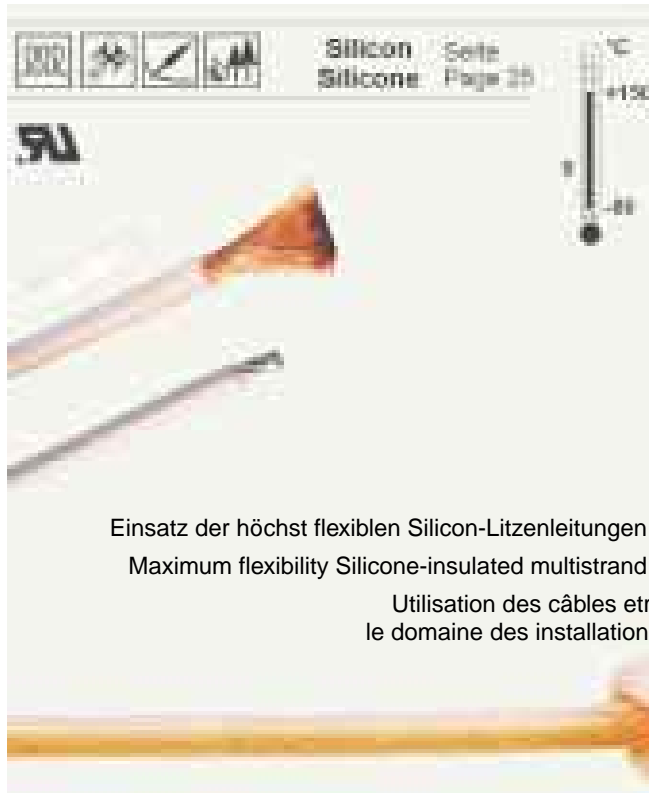 Silicon Seite
Silicone Page 25
°C
+150
Einsatz der höchst flexiblen Silicon-Litzenleitungen
Maximum flexibility Silicone-insulated multistrand
Utilisation des câbles etr
le domaine des installation